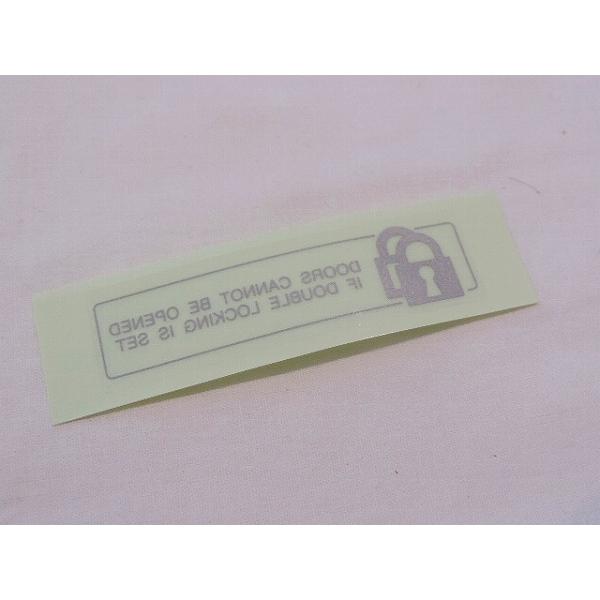 DOORS CANNOT BE OPENED
IF DOUBLE LOCKING IS SET